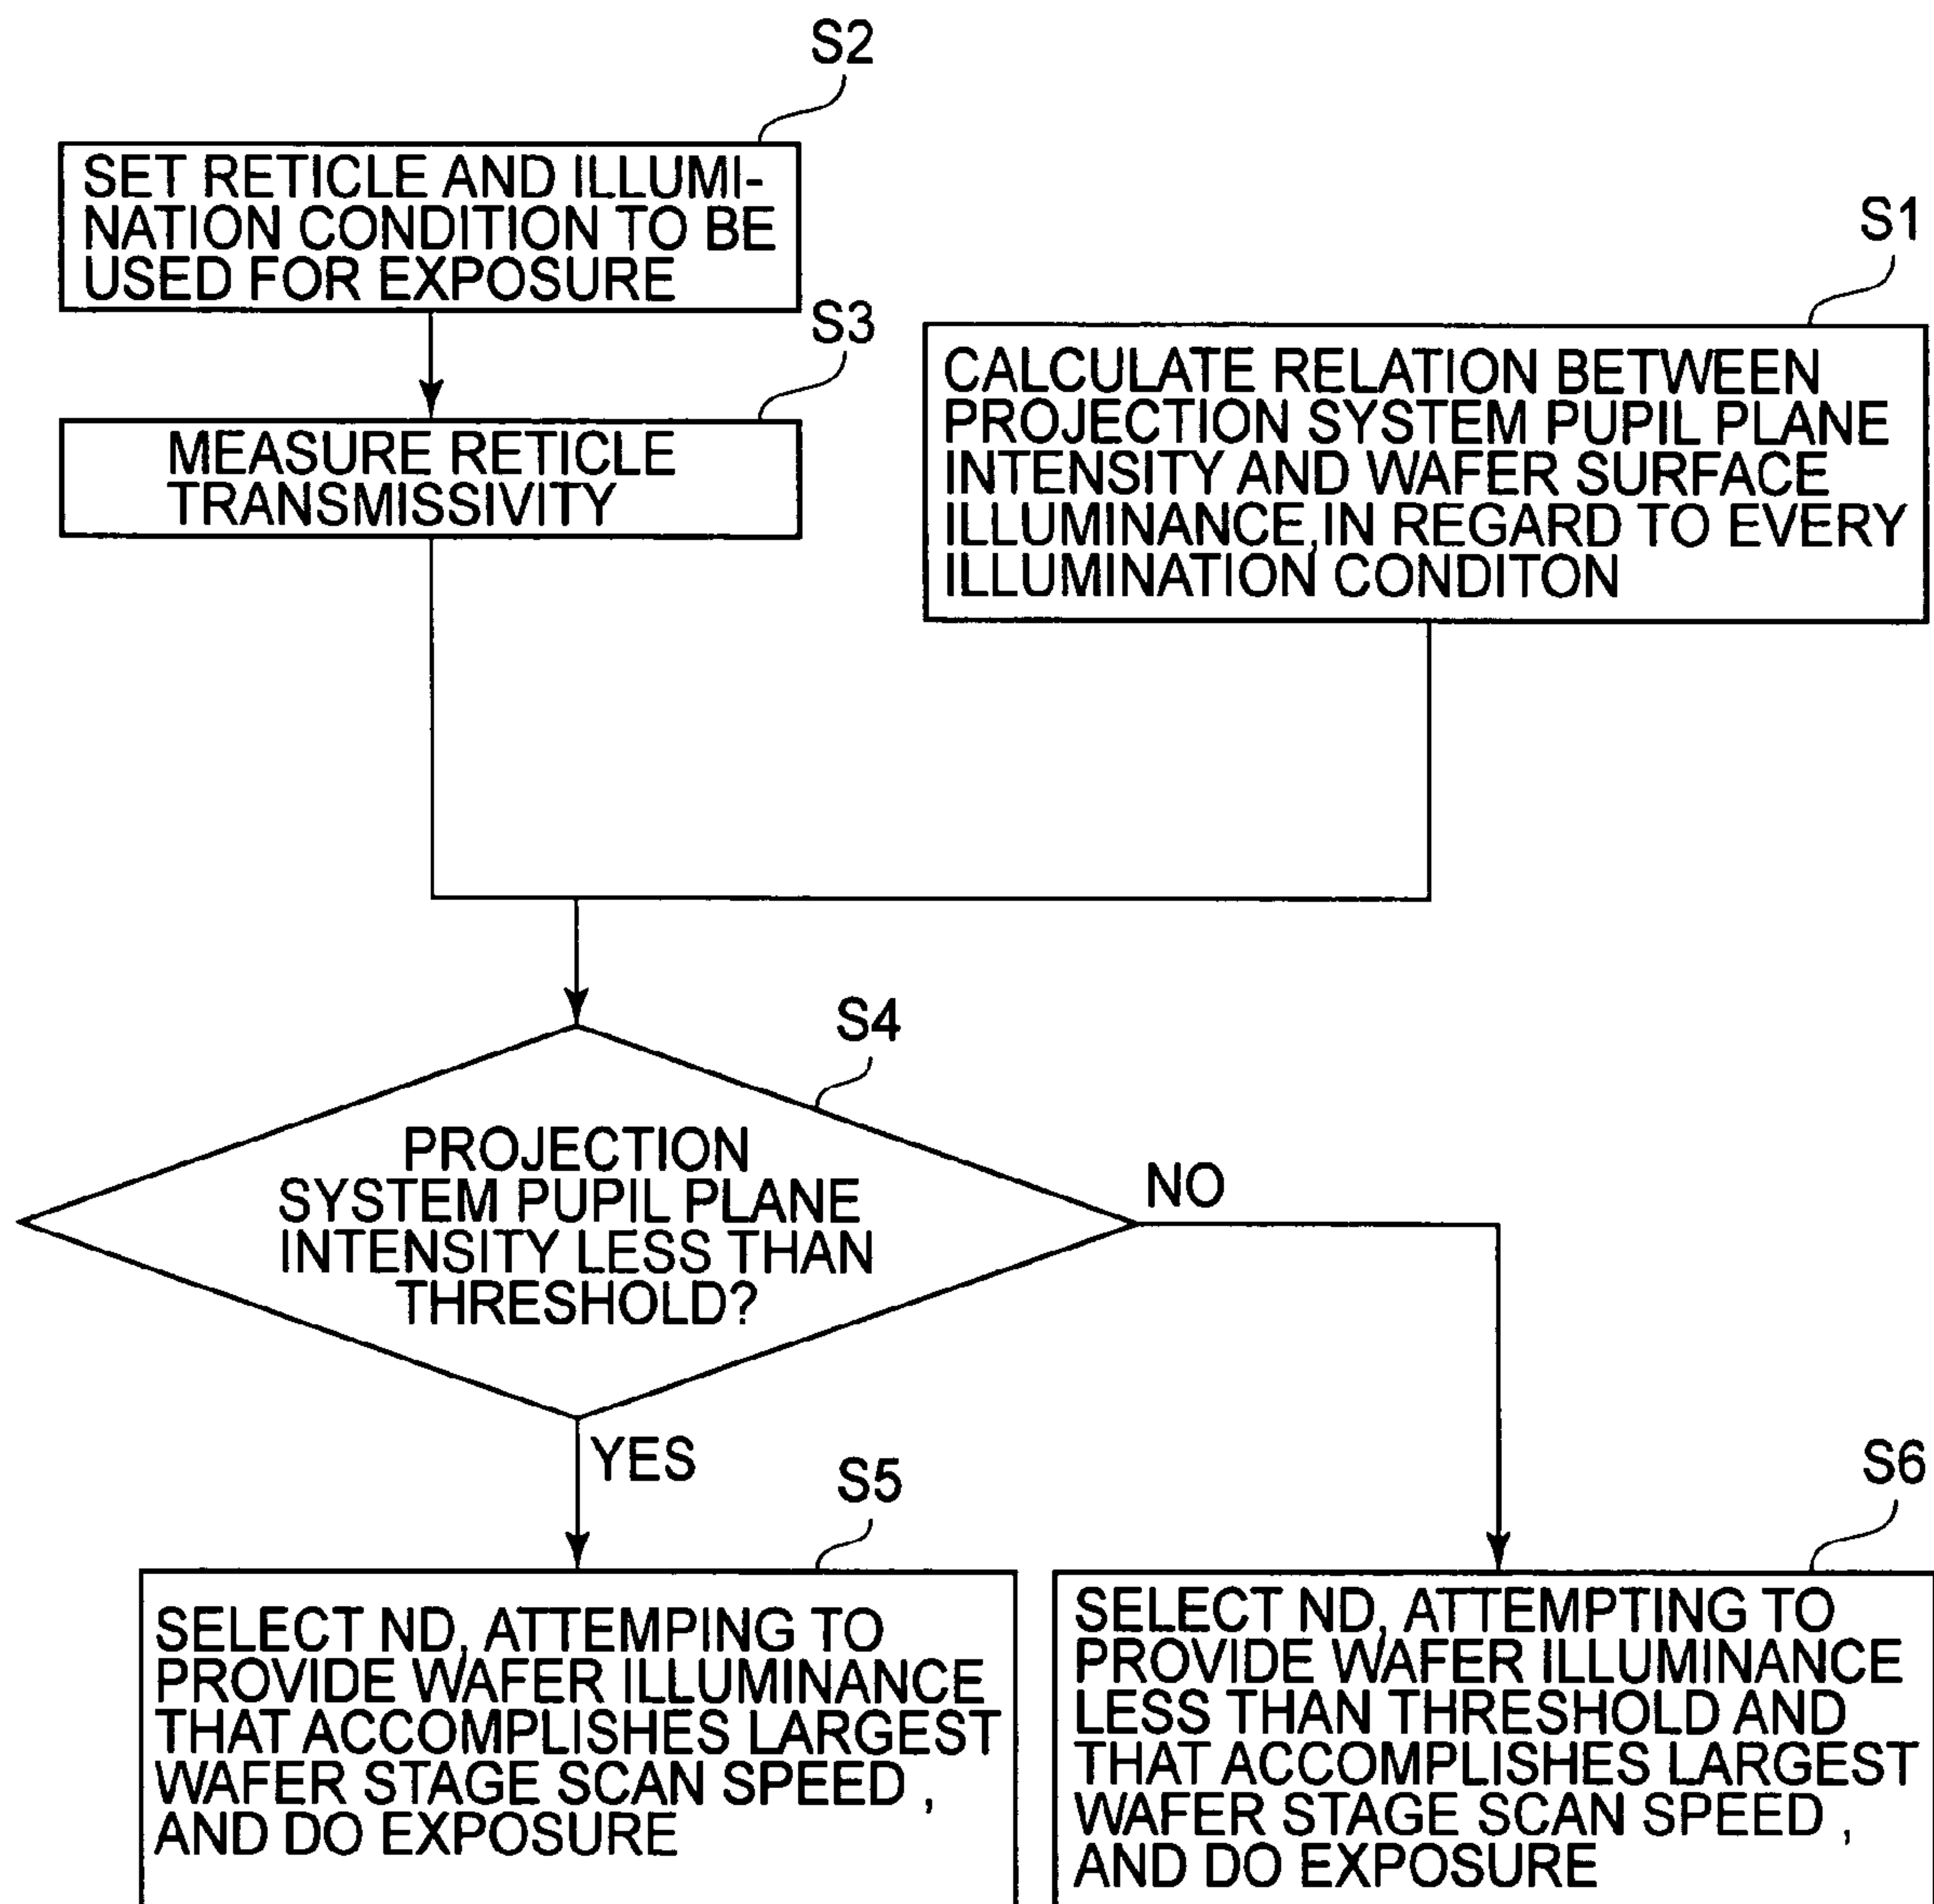 S2
SET RETICLE AND ILLUMI-
NATION CONDITION TO BE
USED FOR EXPOSURE
S3
MEASURE RETICLE
TRANSMISSIVITY
S1
CALCULATE RELATION BETWEEN
PROJECTION SYSTEM PUPIL PLANE
INTENSITY AND WAFER SURFACE
ILLUMINANCE, IN REGARD TO EVERY
ILLUMINATION CONDITON
S4
PROJECTION
SYSTEM PUPIL PLANE
INTENSITY LESS THAN
THRESHOLD?
NO
YES
S5
SELECT ND, ATTEMPING TO
PROVIDE WAFER ILLUMINANCE
THAT ACCOMPLISHES LARGEST
WAFER STAGE SCAN SPEED ,
AND DO EXPOSURE
S6
SELECT ND, ATTEMPTING TO
PROVIDE WAFER ILLUMINANCE
LESS THAN THRESHOLD AND
THAT ACCOMPLISHES LARGEST
WAFER STAGE SCAN SPEED ,
AND DO EXPOSURE